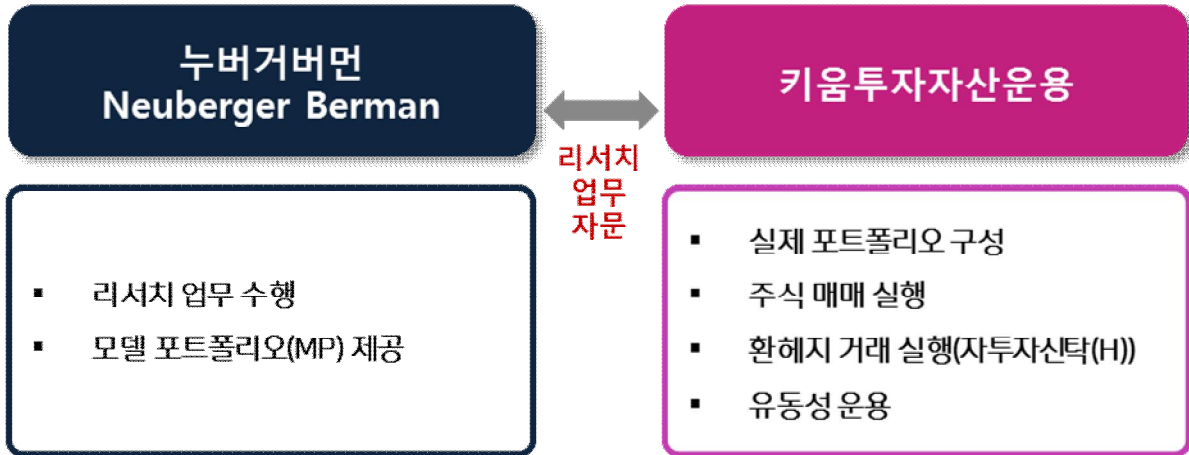 누버거버먼
Neuberger Berman
키움투자자산운용
리서치
업무
자문
▪ 리서치 업무 수행
▪ 모델 포트폴리오(MP) 제공
▪ 실제 포트폴리오 구성
▪ 주식 매매 실행
▪ 환헤지 거래 실행(자투자신탁(H))
▪ 유동성 운용